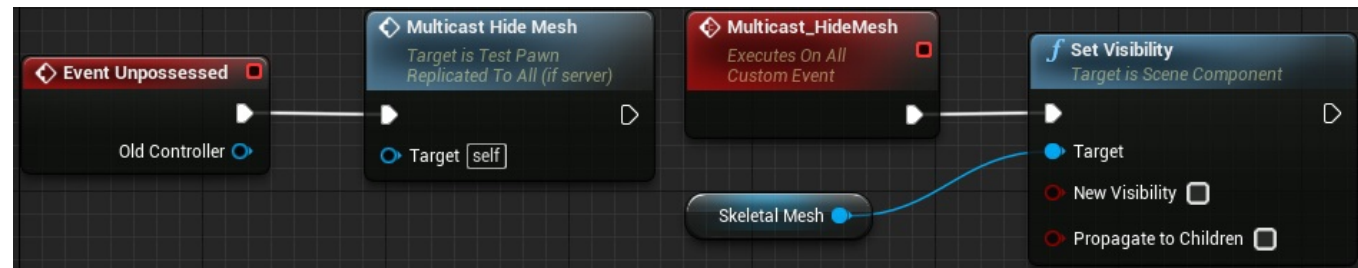 Event Unpossessed
Old Controller
Multicast Hide Mesh
Target is Test Pawn
Replicated To All (if server)
Target self
Multicast_HideMesh
Executes On All
Custom Event
Skeletal Mesh
f Set Visibility
Target is Scene Component
Target
New Visibility
Propagate to Children